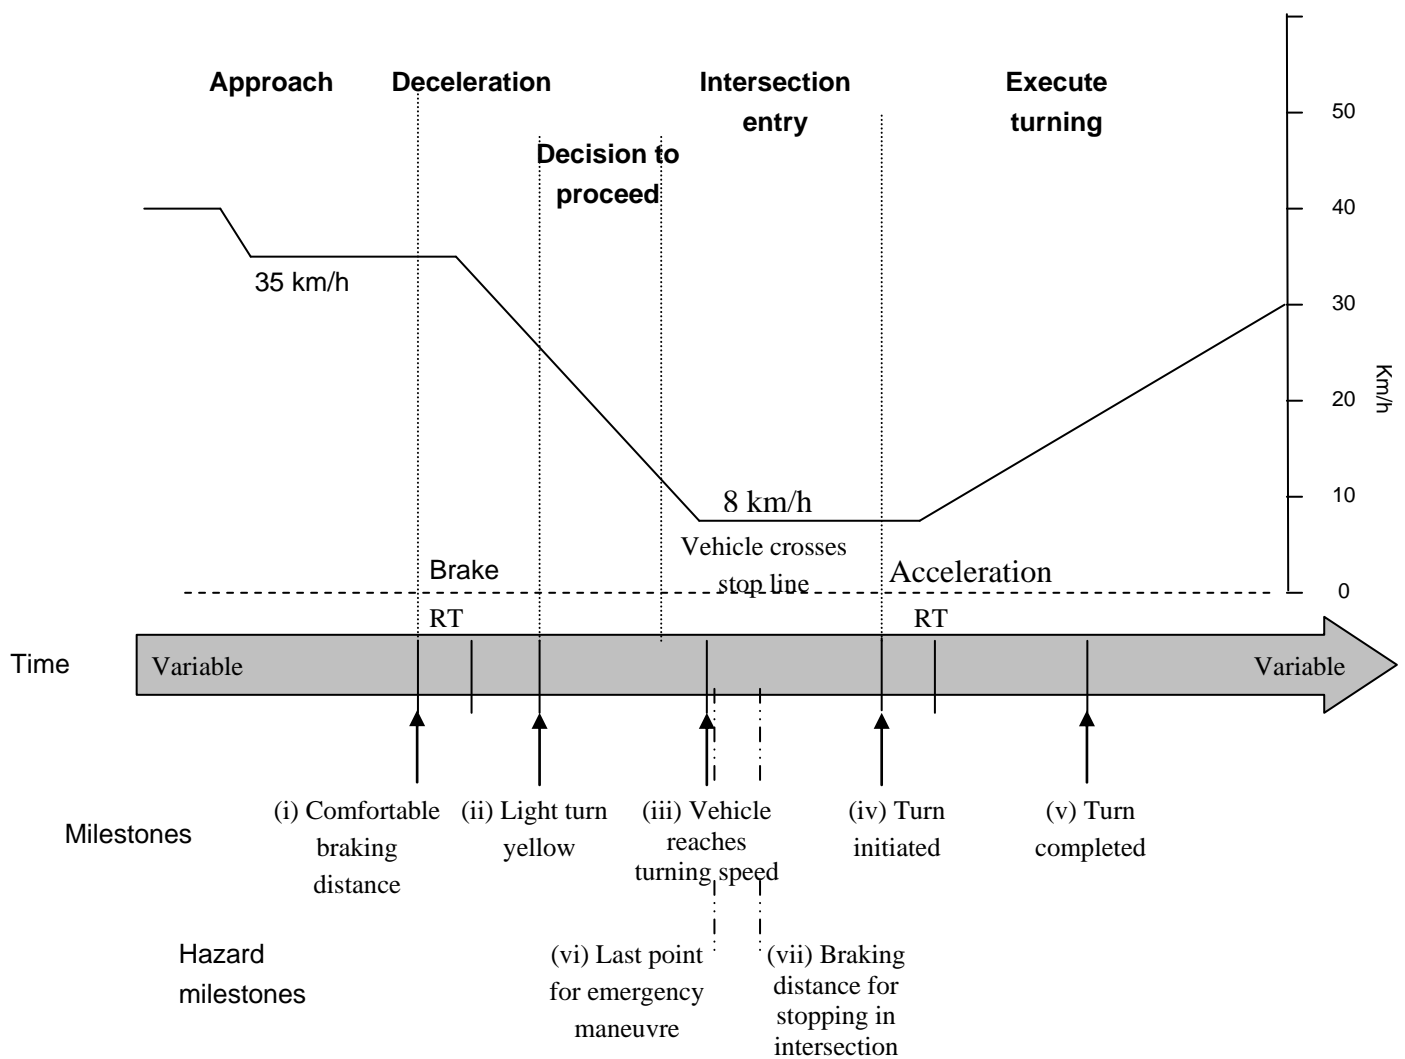 Approach
Deceleration
Intersection
entry
Execute
turning
Decision to
proceed
50
40
35 km/h
30
Km/h
20
10
8 km/h
Vehicle crosses
stop line
Brake
Acceleration
0
RT
RT
Time
Variable
Variable
Milestones
(i) Comfortable
braking
distance
(ii) Light turn
yellow
(iii) Vehicle
reaches
turning speed
(iv) Turn
initiated
(v) Turn
completed
Hazard
milestones
(vi) Last point
for emergency
maneuvre
(vii) Braking
distance for
stopping in
intersection